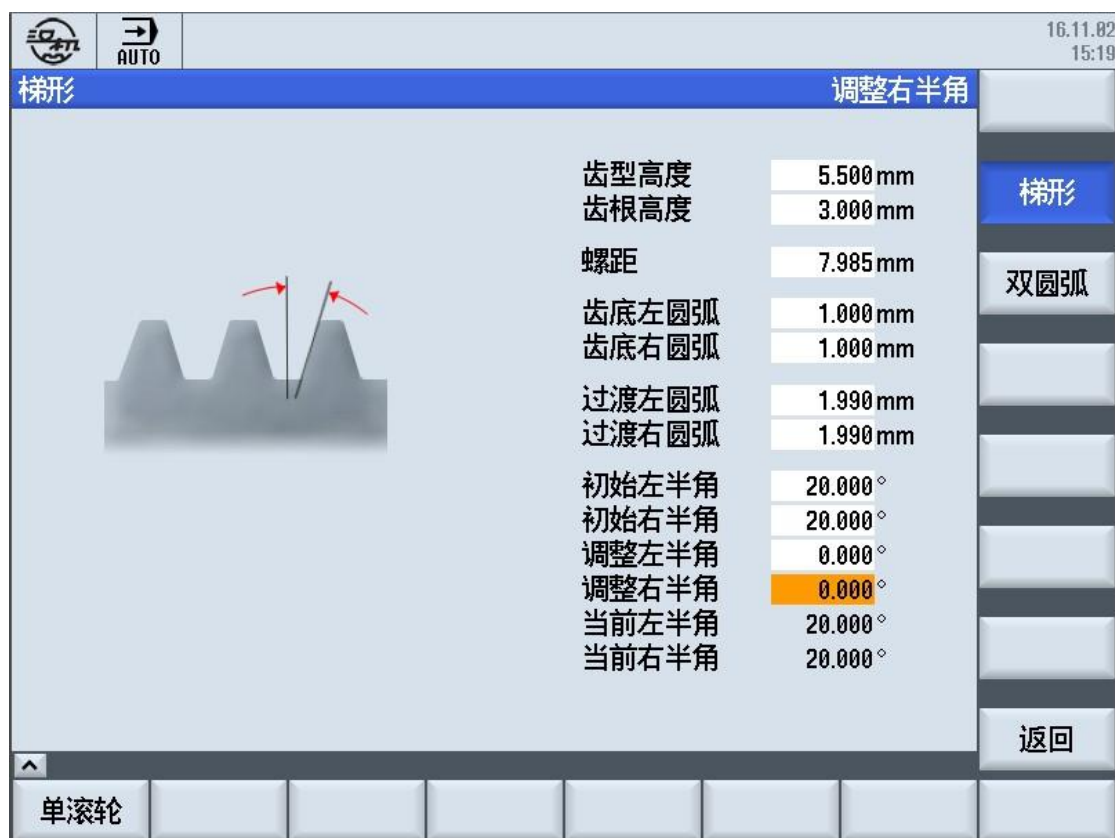 AUTO
16.11.02
15:19
梯形 调整右半角
齿型高度 5.500 mm
齿根高度 3.000 mm
螺距 7.985 mm
齿底左圆弧 1.000 mm
齿底右圆弧 1.000 mm
过渡左圆弧 1.990 mm
过渡右圆弧 1.990 mm
初始左半角 20.000 °
初始右半角 20.000 °
调整左半角 0.000 °
调整右半角 0.000 °
当前左半角 20.000 °
当前右半角 20.000 °
梯形
双圆弧
返回
单滚轮